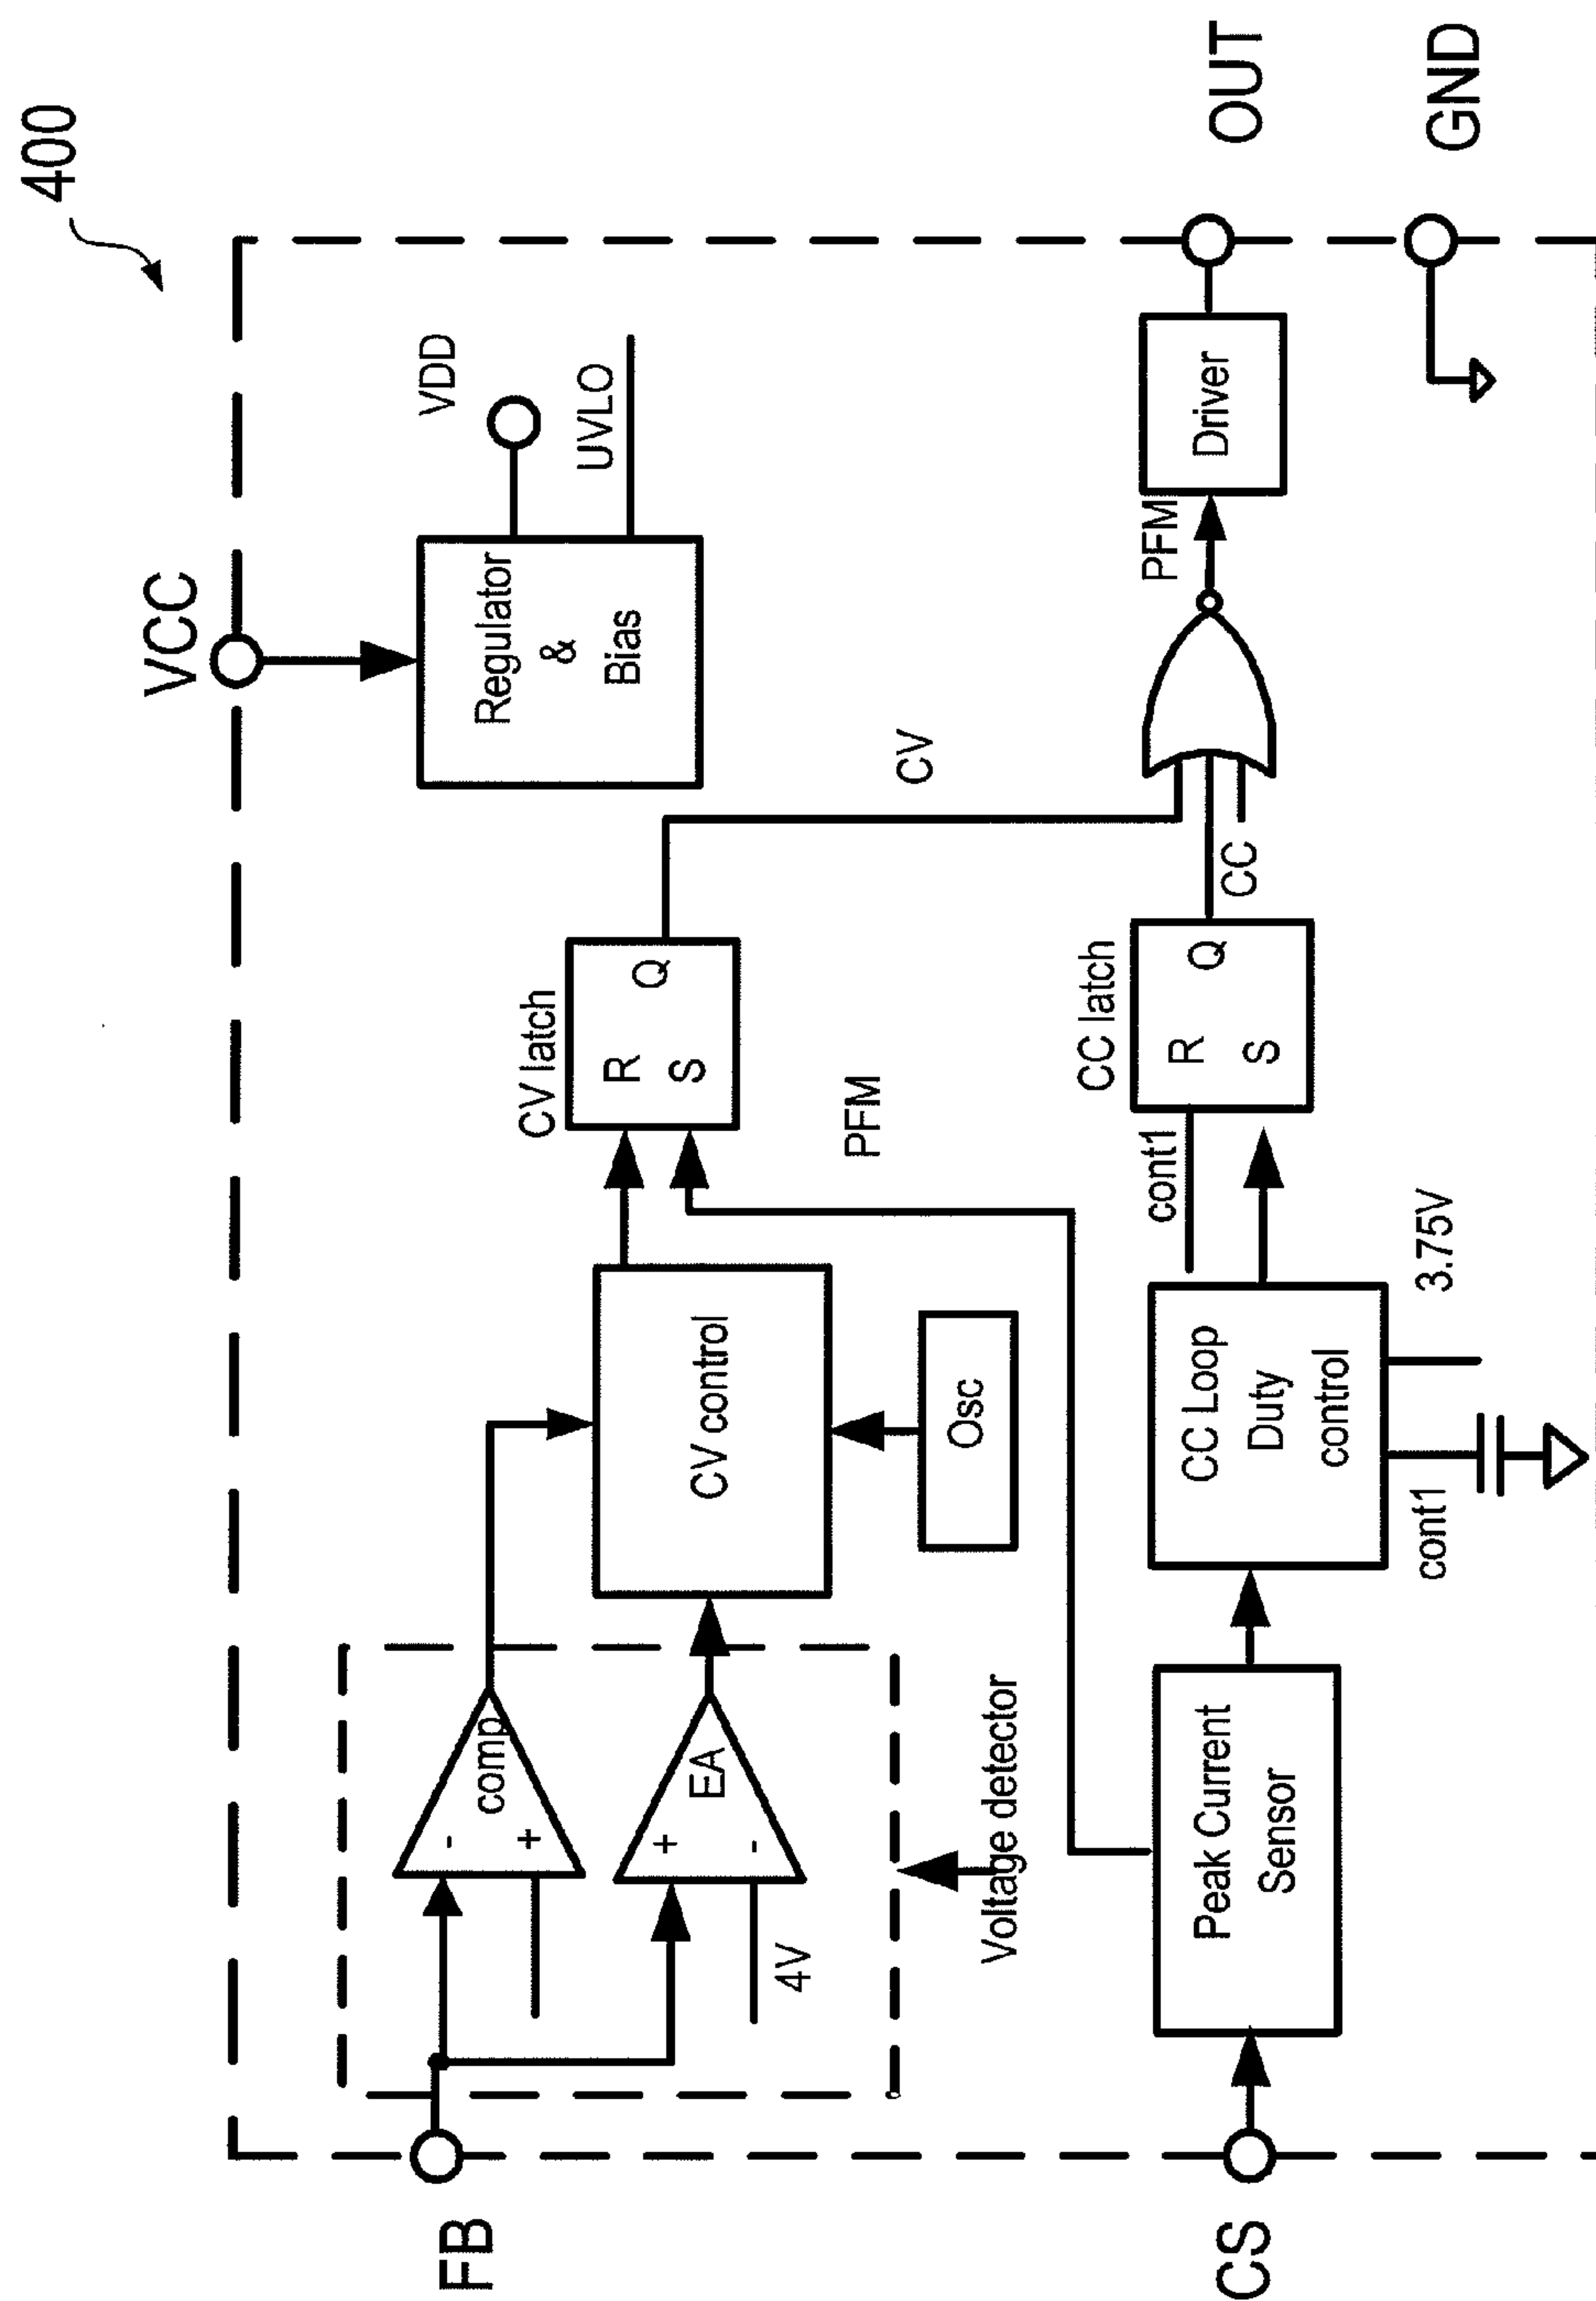 400
VCC
VDD
UVLO
Regulator
&
Bias
FB
comp
-
+
EA
+
-
4V
Voltage detector
CV control
Osc
CV latch
R
S
Q
PFM
CV
CS
Peak Current
Sensor
CC Loop
Duty
control
cont1
3.75V
cont1
CC latch
R
S
Q
CC
PFM
Driver
OUT
GND